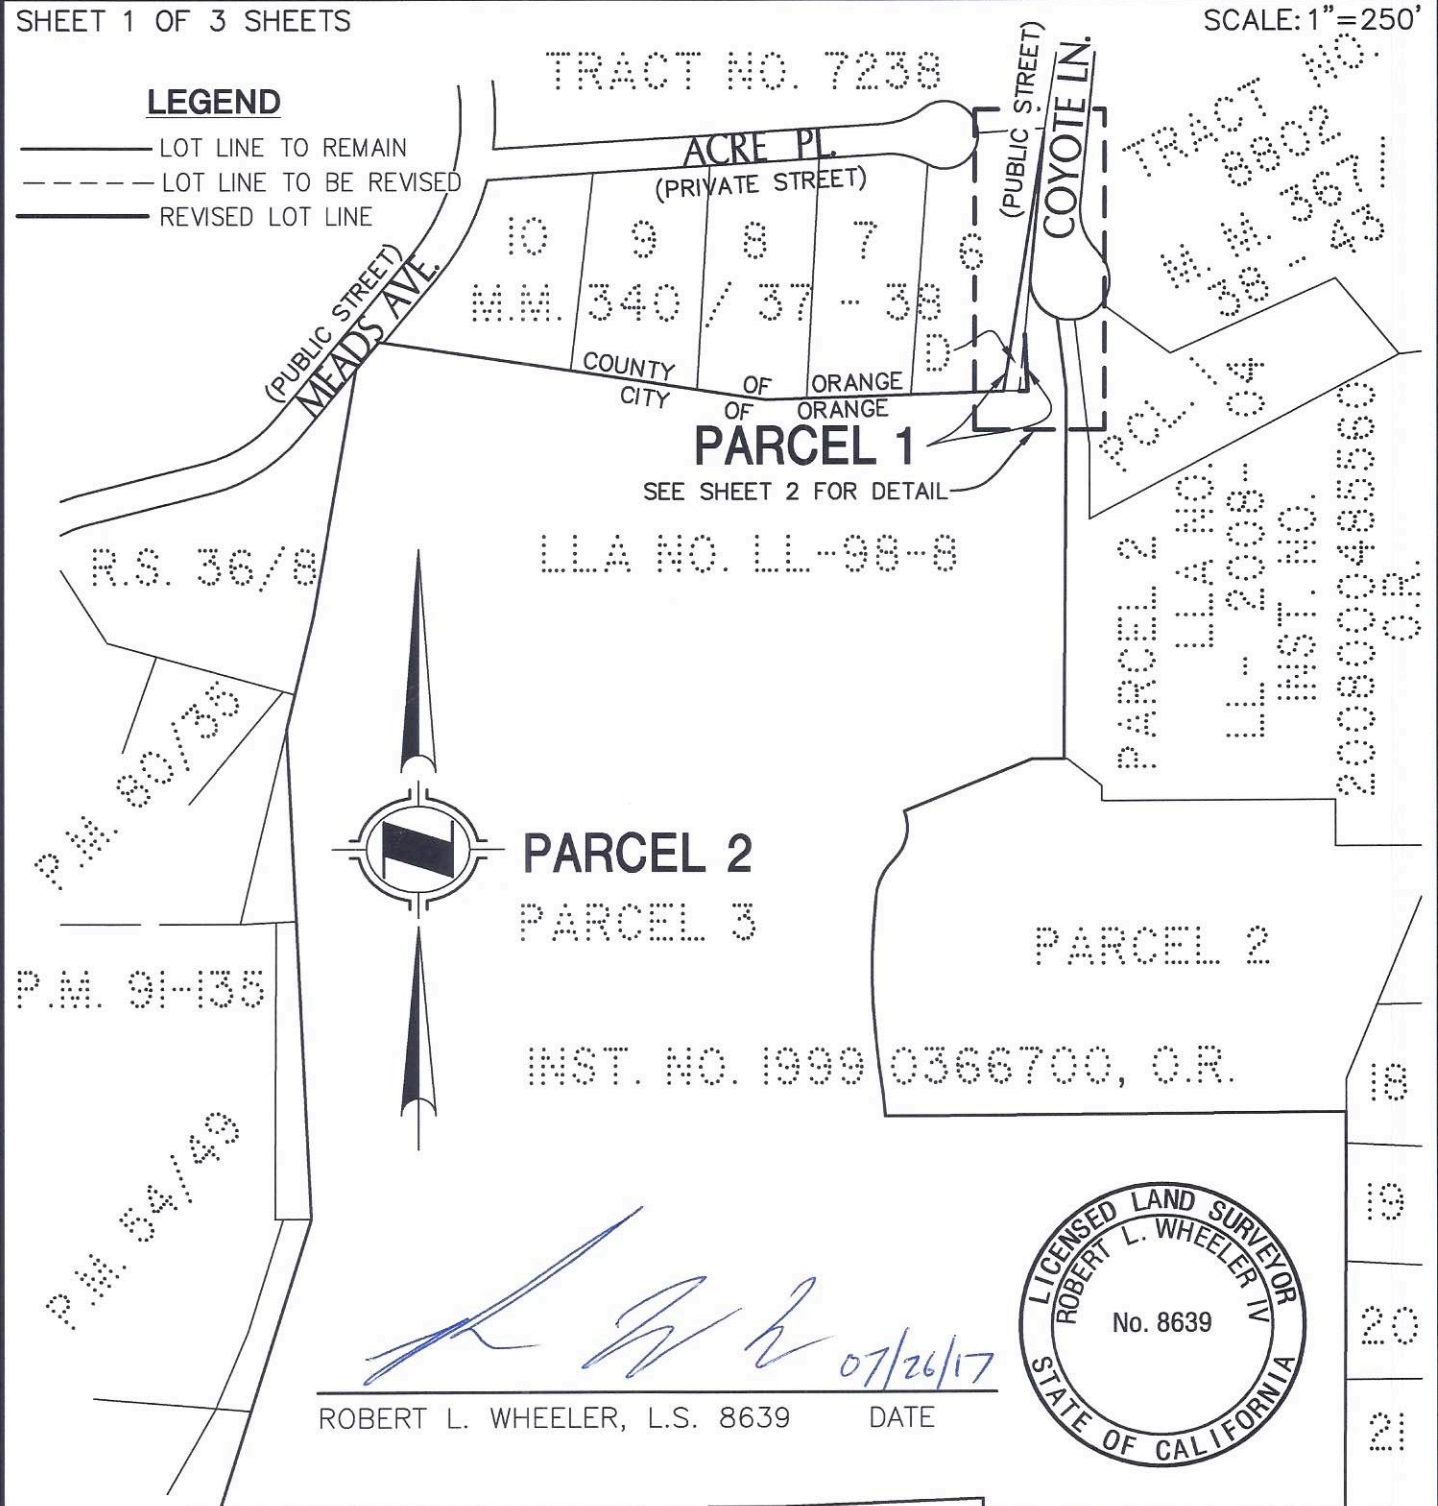 SHEET 1 OF 3 SHEETS
SCALE: 1"=250'
LEGEND
LOT LINE TO REMAIN
LOT LINE TO BE REVISED
REVISED LOT LINE
TRACT NO. 7238
ACRE PL.
(PRIVATE STREET)
(PUBLIC STREET)
COYOTE LN.
TRACT NO.
8802
M.M. 367 /
38 - 43
(PUBLIC STREET)
MEADS AVE.
10
9
8
7
6
M.M. 340 / 37 - 38
D
COUNTY OF ORANGE
CITY OF ORANGE
PARCEL 1
SEE SHEET 2 FOR DETAIL
PCL. 1
PARCEL 2
LLA NO.
LL - 2008- 04
INST. NO.
2008000485560
O.R.
R.S. 36/8
LLA NO. LL-98-8
P.M. 80/35
N
PARCEL 2
PARCEL 3
PARCEL 2
P.M. 91-135
INST. NO. 1999 0366700, O.R.
18
19
20
21
P.M. 54/49
07/26/17
ROBERT L. WHEELER, L.S. 8639
DATE
LICENSED LAND SURVEYOR
ROBERT L. WHEELER IV
No. 8639
STATE OF CALIFORNIA